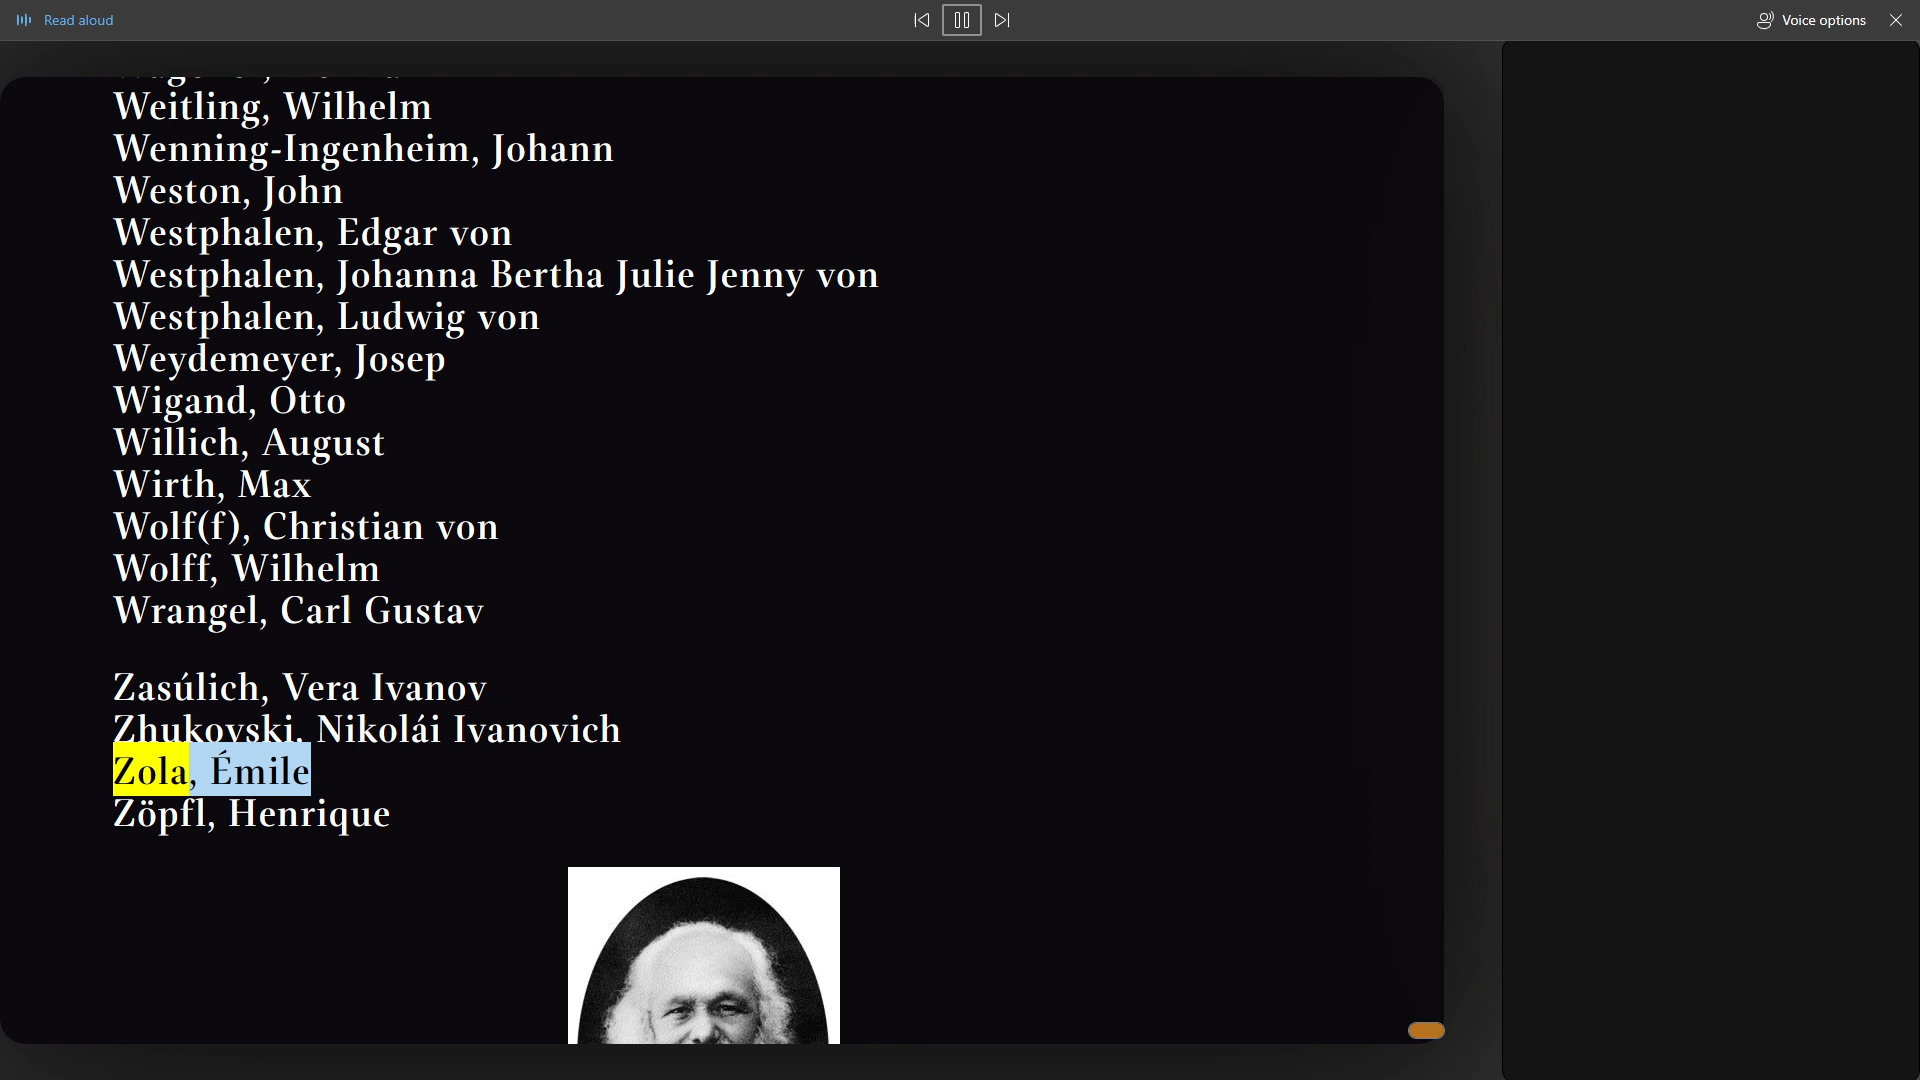 Read aloud
Voice options
Weitling, Wilhelm
Wenning-Ingenheim, Johann
Weston, John
Westphalen, Edgar von
Westphalen, Johanna Bertha Julie Jenny von
Westphalen, Ludwig von
Weydemeyer, Josep
Wigand, Otto
Willich, August
Wirth, Max
Wolf(f), Christian von
Wolff, Wilhelm
Wrangel, Carl Gustav
Zasúlich, Vera Ivanov
Zhukovski, Nikolái Ivanovich
Zola, Émile
Zöpfl, Henrique